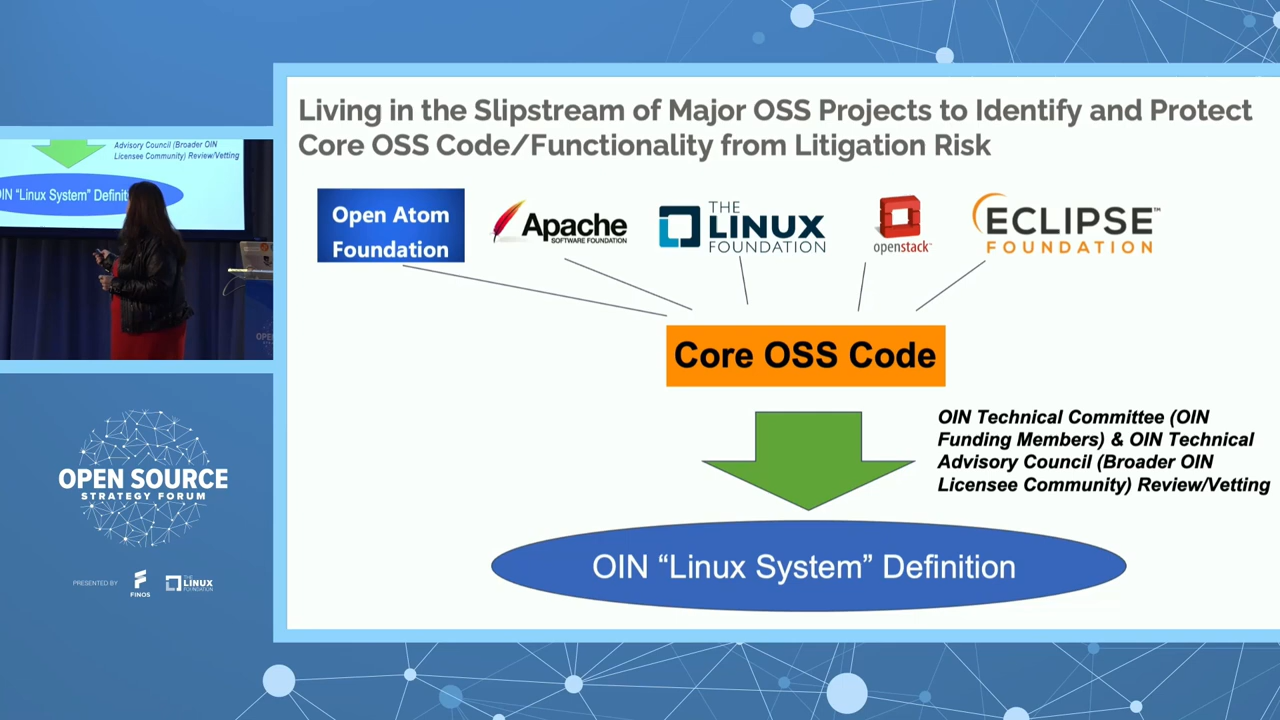 Living in the Slipstream of Major OSS Projects to Identify and Protect
Core OSS Code/Functionality from Litigation Risk
Open Atom
Foundation
Apache
SOFTWARE FOUNDATION
THE
LINUX
FOUNDATION
openstack™
ECLIPSE™
FOUNDATION
Core OSS Code
OIN Technical Committee (OIN
Funding Members) & OIN Technical
Advisory Council (Broader OIN
Licensee Community) Review/Vetting
OIN “Linux System” Definition
Advisory Council (Broader OIN
Licensee Community) Review/Vetting
OIN “Linux System” Definit
OPEN SOURCE
STRATEGY FORUM
PRESENTED BY
FINOS
THE
LINUX
FOUNDATION